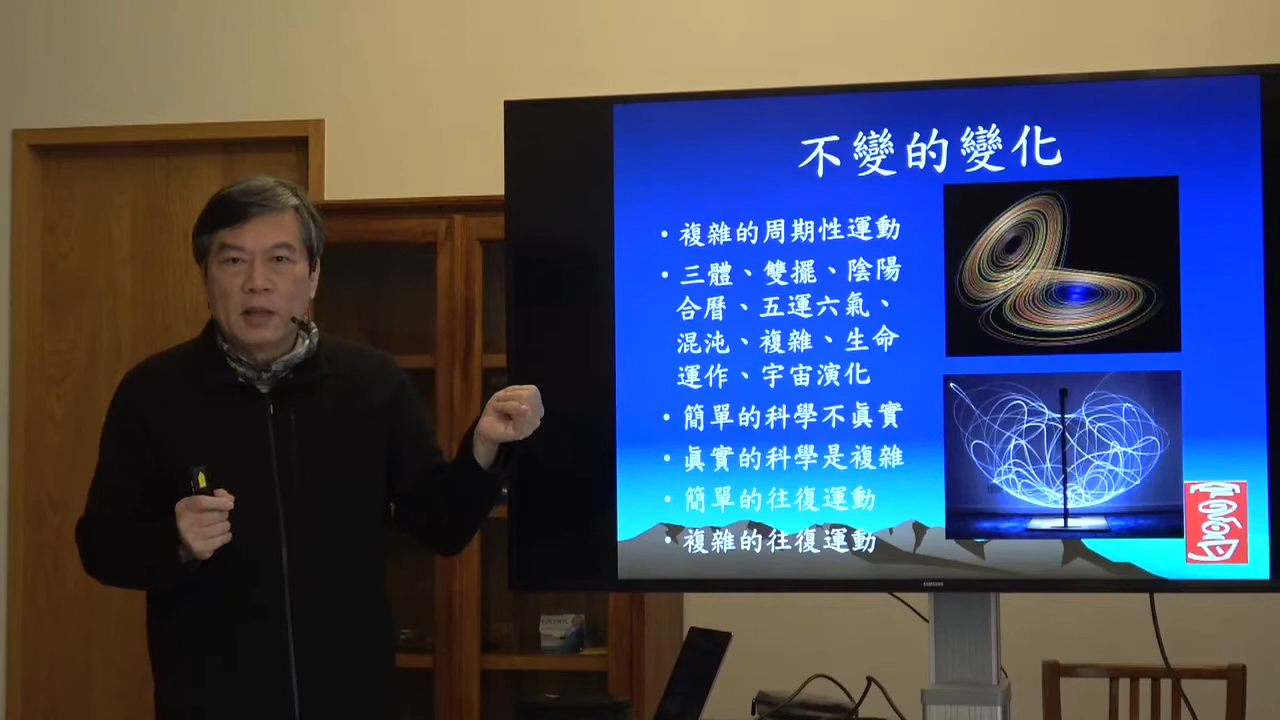 不變的變化
•複雜的周期性運動
•三體、雙擺、陰陽
合曆、五運六氣、
混沌、複雜、生命
運作、宇宙演化
•簡單的科學不眞實
•眞實的科學是複雜
•簡單的往復運動
•複雜的往復運動
SAMSUNG